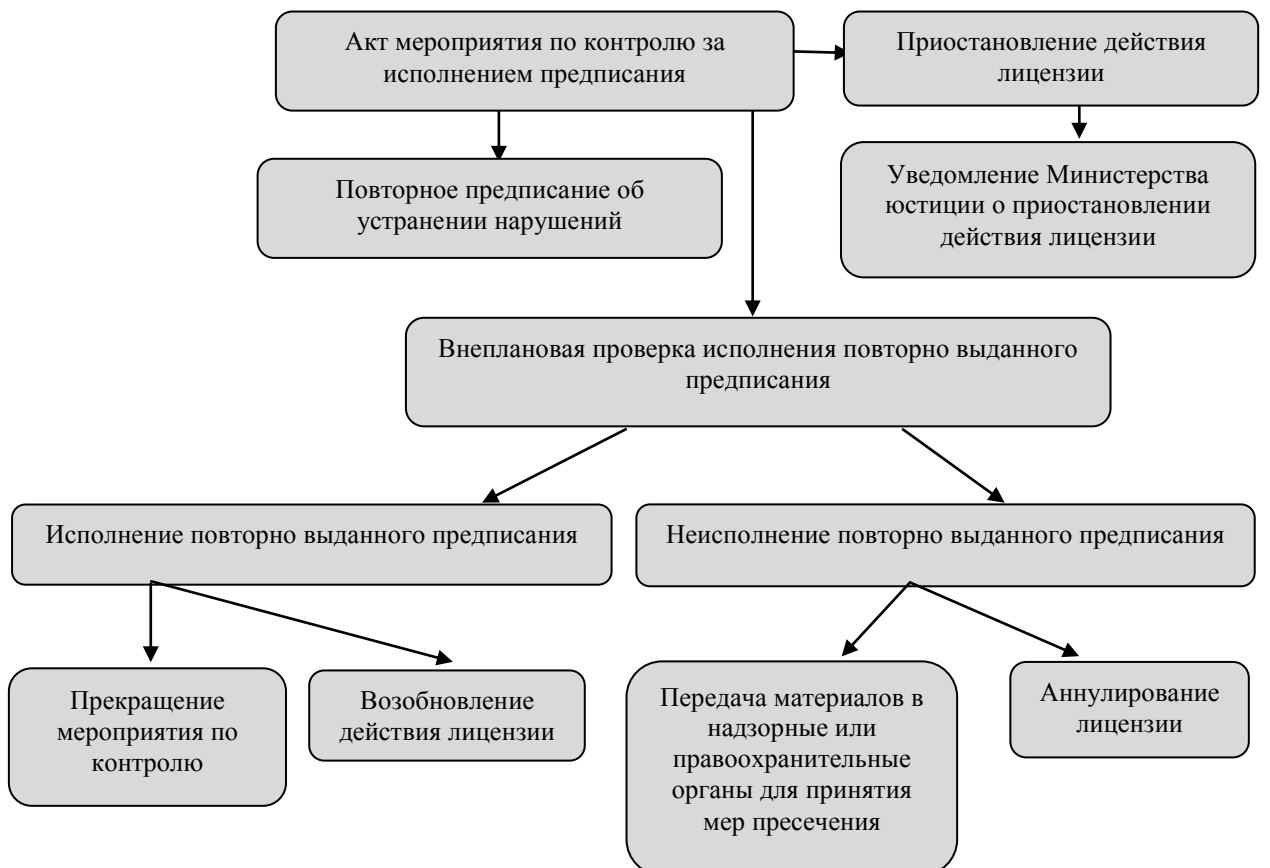 Акт мероприятия по контролю за
исполнением предписания
Приостановление действия
лицензии
Повторное предписание об
устранении нарушений
Уведомление Министерства
юстиции о приостановлении
действия лицензии
Внеплановая проверка исполнения повторно выданного
предписания
Исполнение повторно выданного предписания
Неисполнение повторно выданного предписания
Прекращение
мероприятия по
контролю
Возобновление
действия лицензии
Передача материалов в
надзорные или
правоохранительные
органы для принятия
мер пресечения
Аннулирование
лицензии